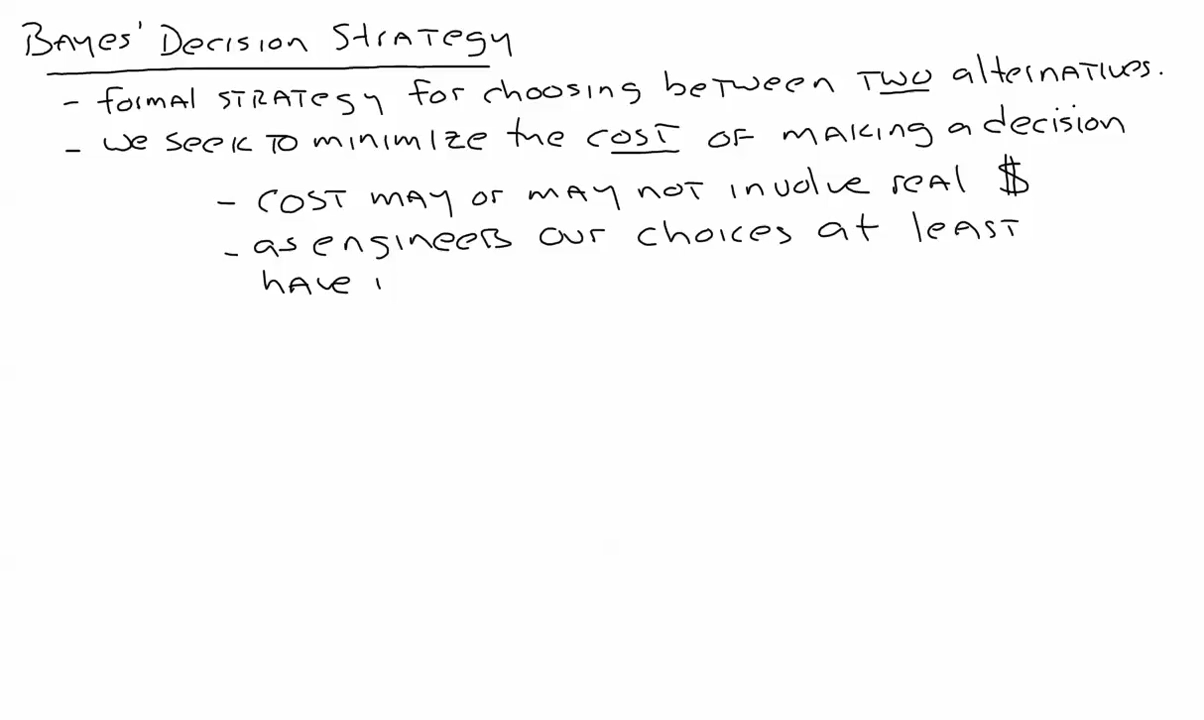 Bayes' Decision Strategy
- formal strategy for choosing between two alternatives.
- we seek to minimize the cost of making a decision
- cost may or may not involve real $
- as engineers our choices at least
have